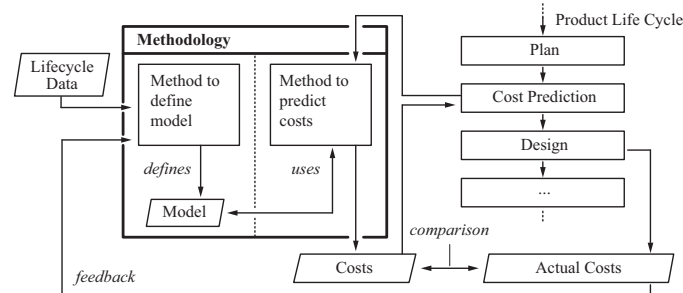 Product Life Cycle
Methodology
Plan
Lifecycle
Data
Method to
define
model
Method to
predict
costs
Cost Prediction
Design
defines
uses
...
Model
comparison
feedback
Costs
Actual Costs